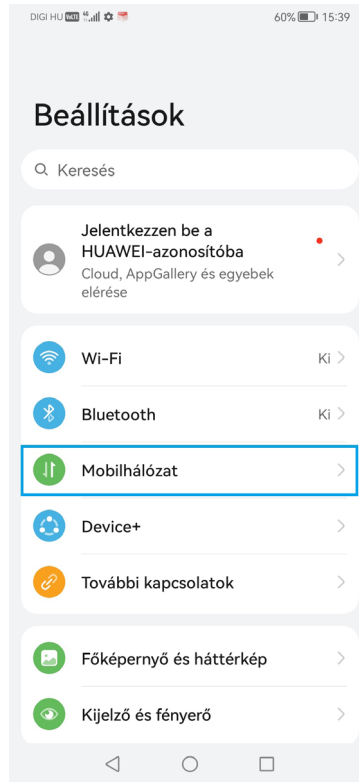 DIGI HU VoLTE 60% 15:39
Beállítások
Keresés
Jelentkezzen be a
HUAWEI-azonosítóba
Cloud, AppGallery és egyebek
elérése
Wi-Fi Ki
Bluetooth Ki
Mobilhálózat
Device+
További kapcsolatok
Főképernyő és háttérkép
Kijelző és fényerő